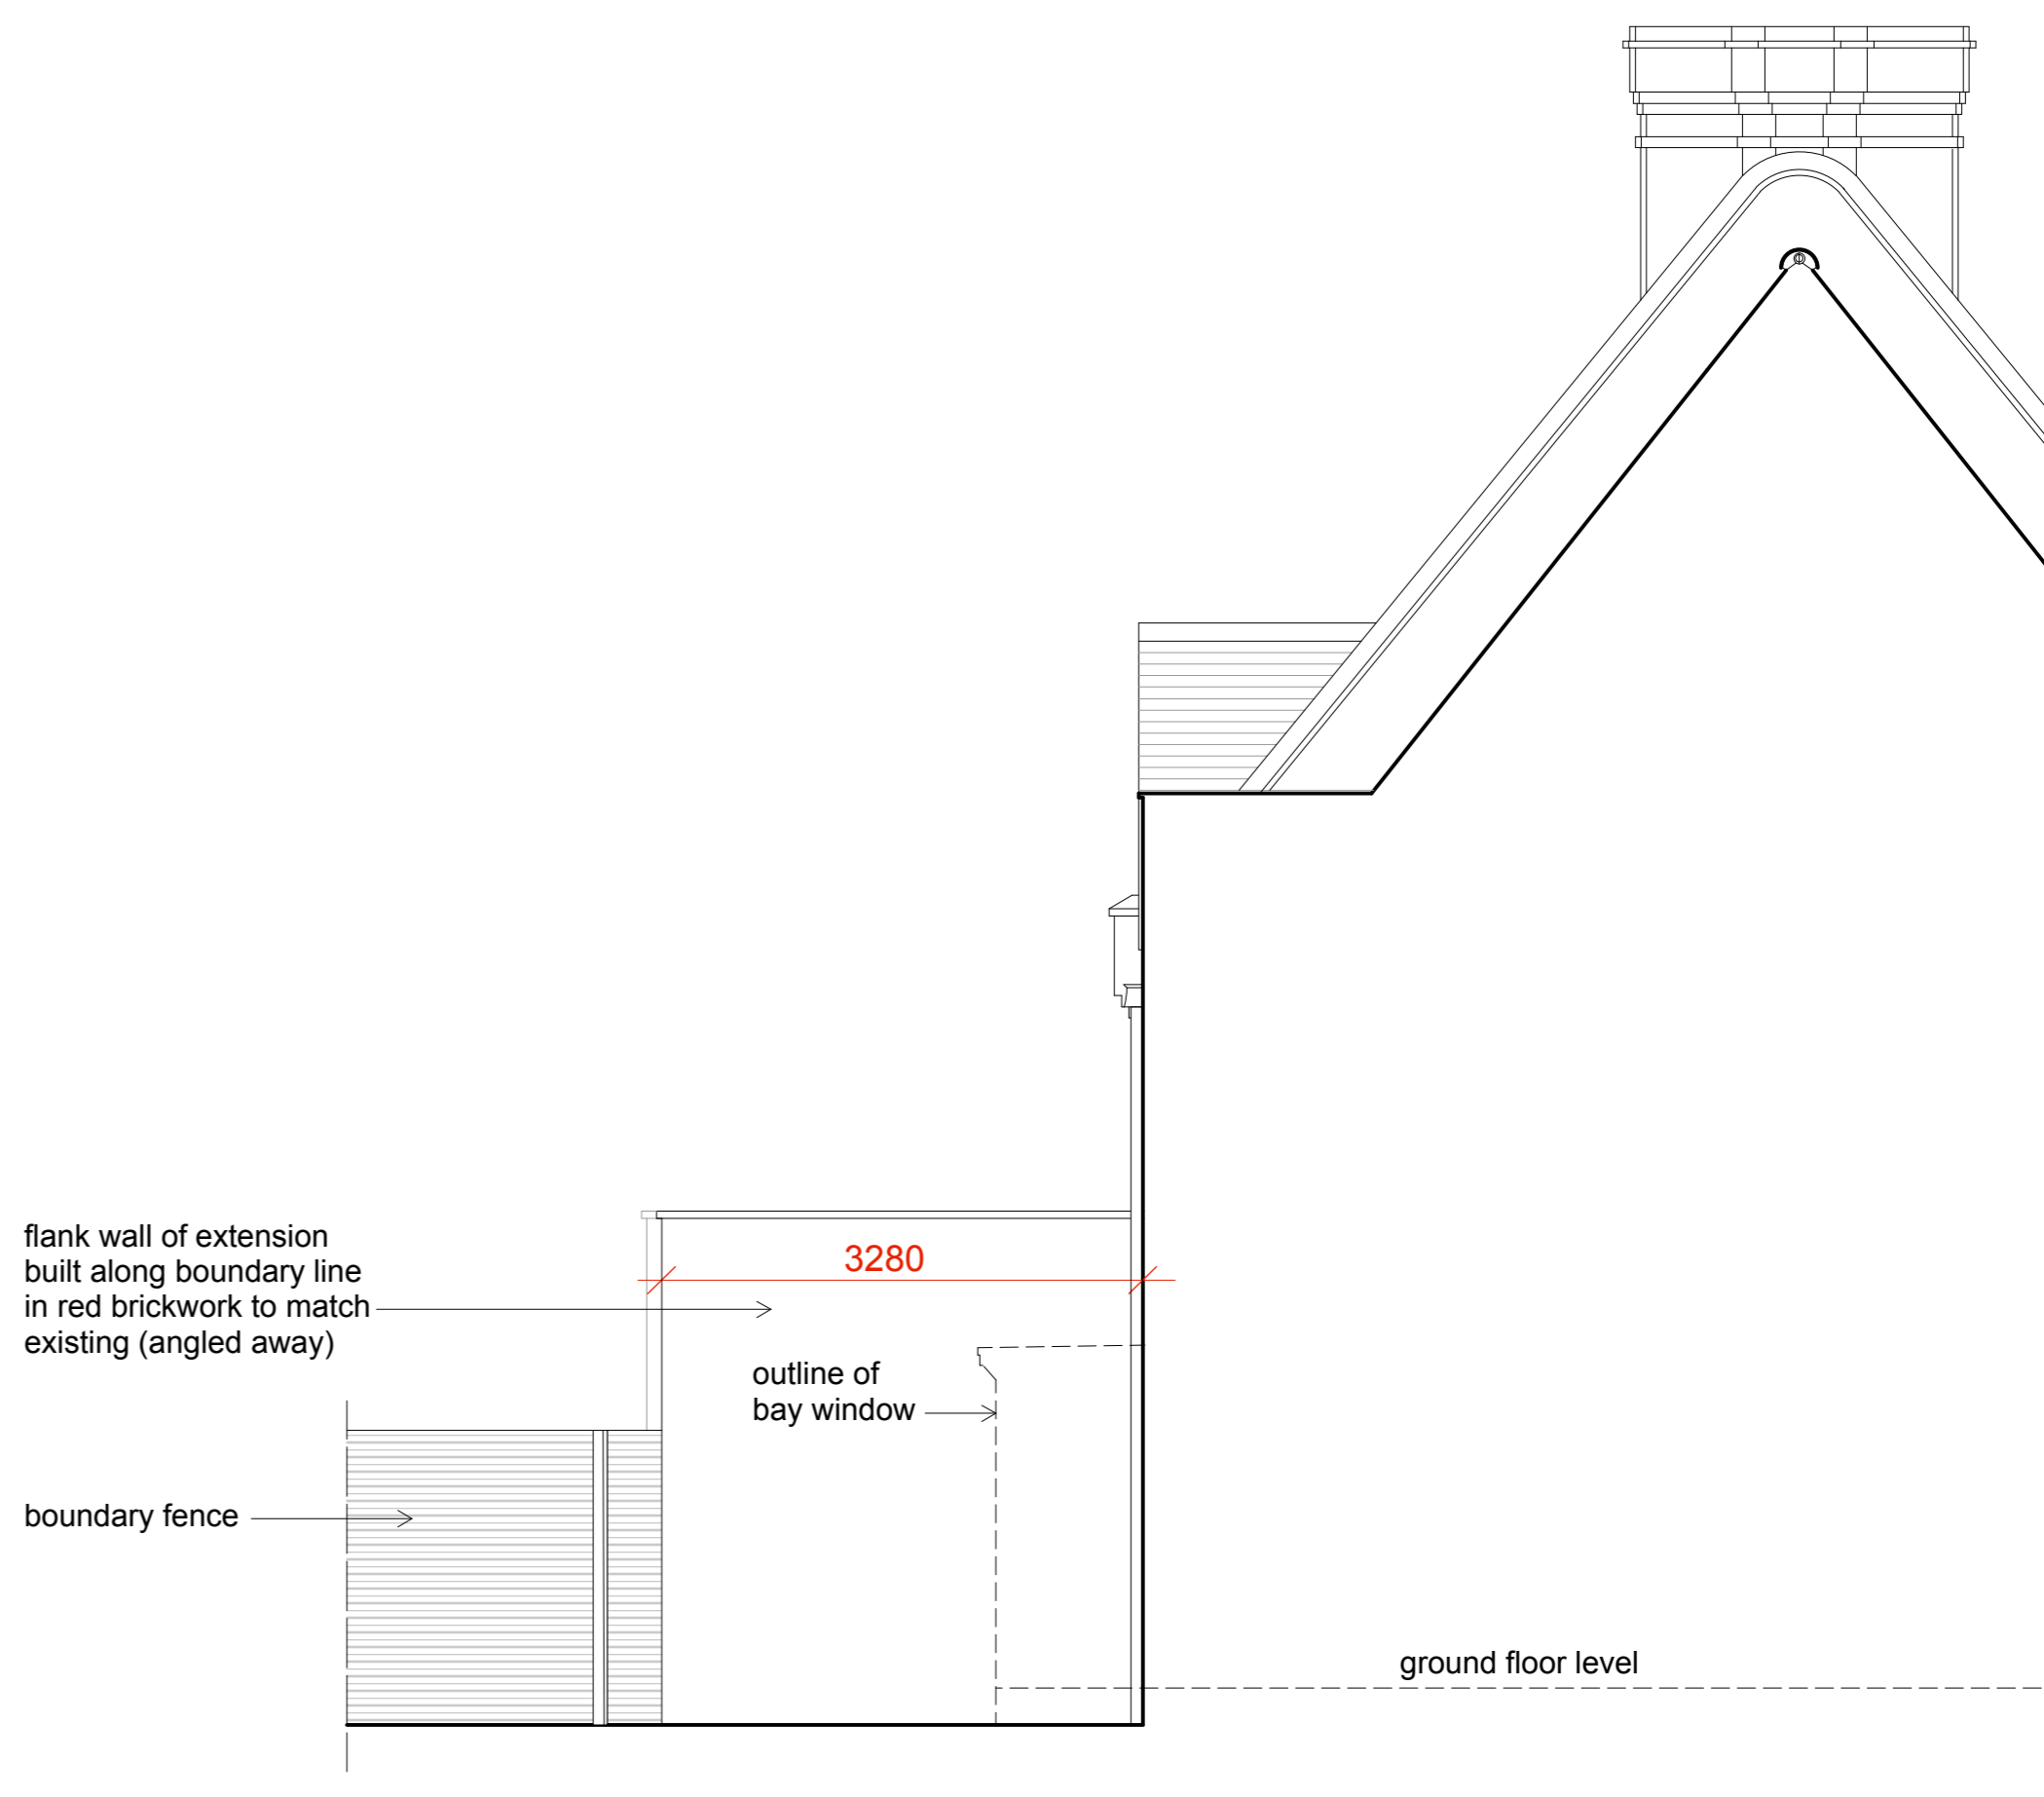 flank wall of extension
built along boundary line
in red brickwork to match
existing (angled away)
3280
outline of
bay window
boundary fence
ground floor level